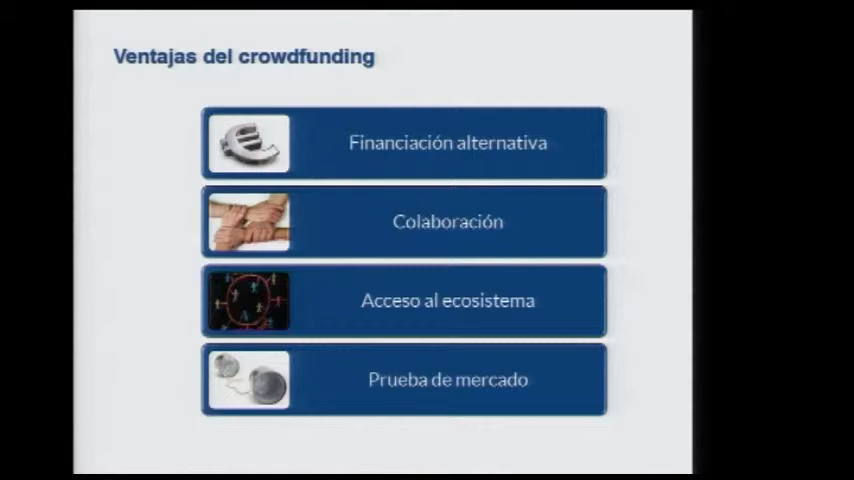 Ventajas del crowdfunding
Financiación alternativa
Colaboración
Acceso al ecosistema
Prueba de mercado